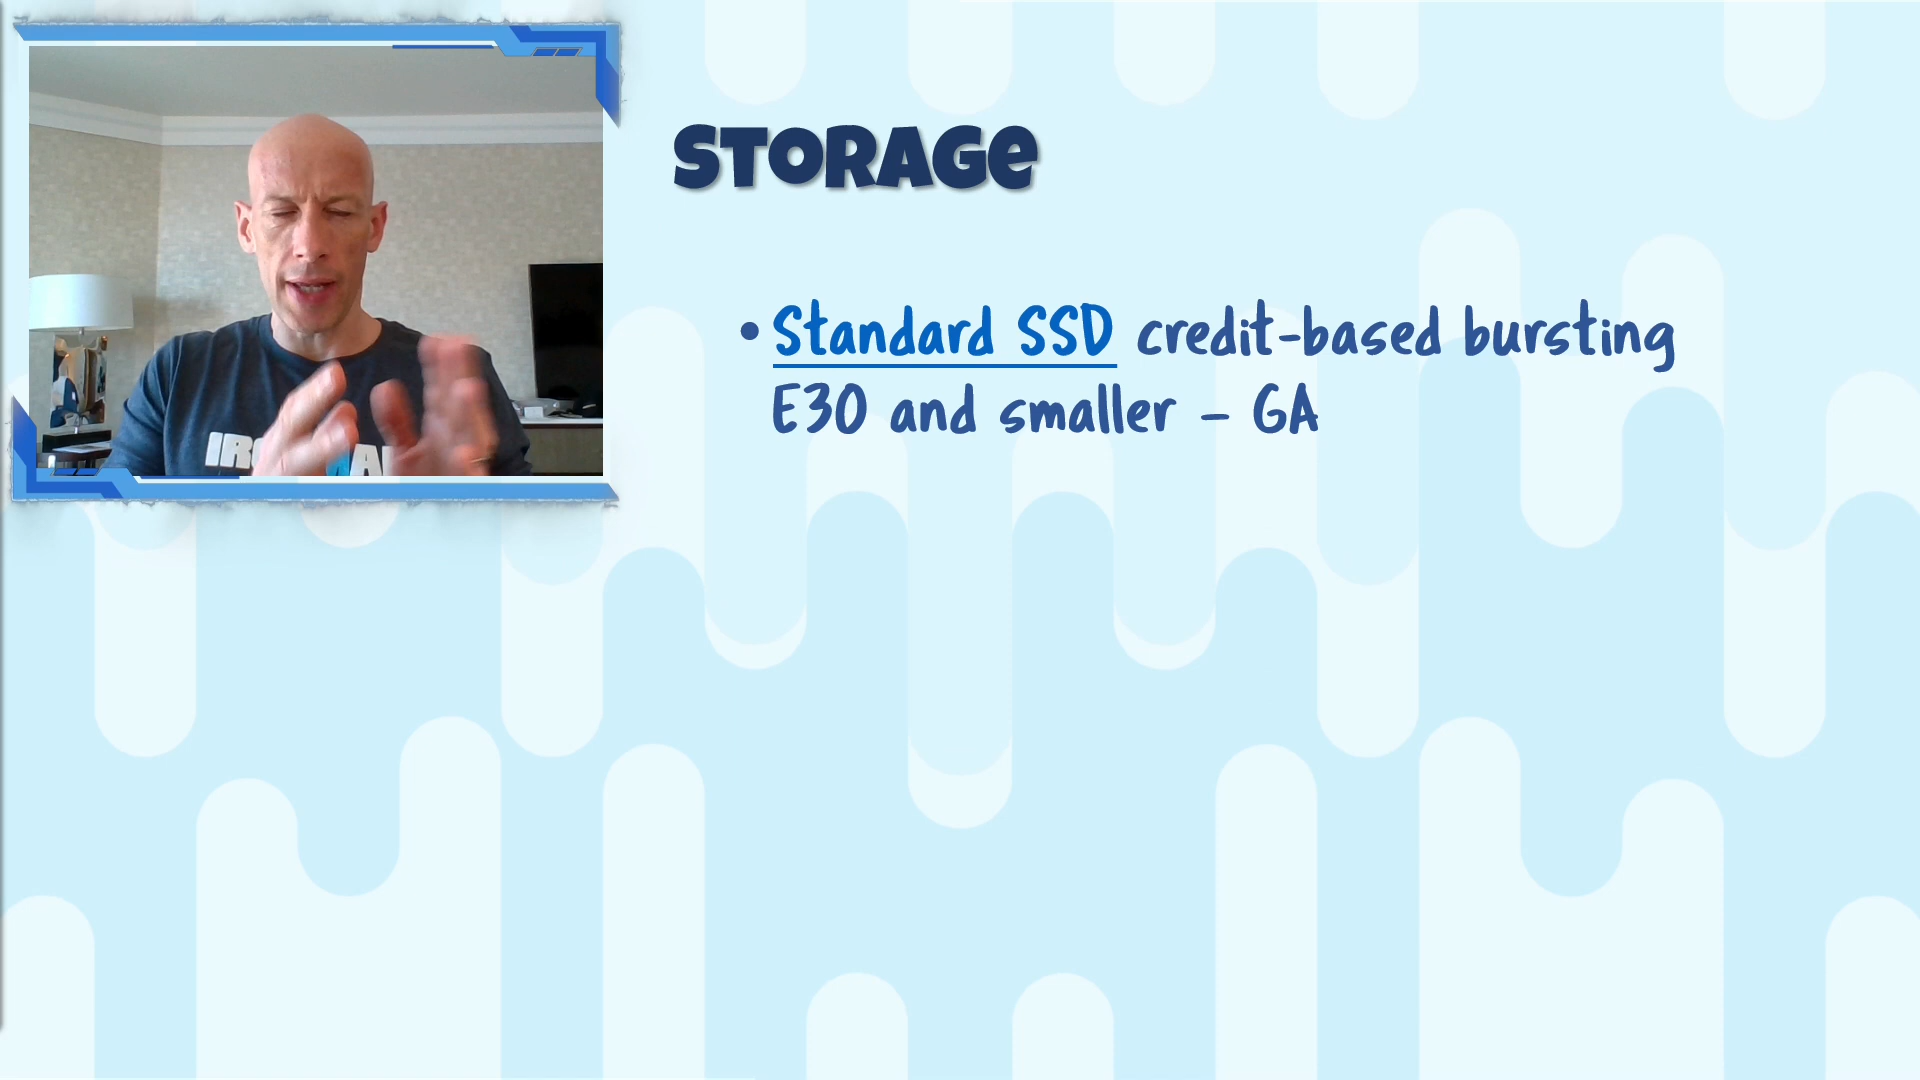 STORAGE
• Standard SSD credit-based bursting
E30 and smaller – GA